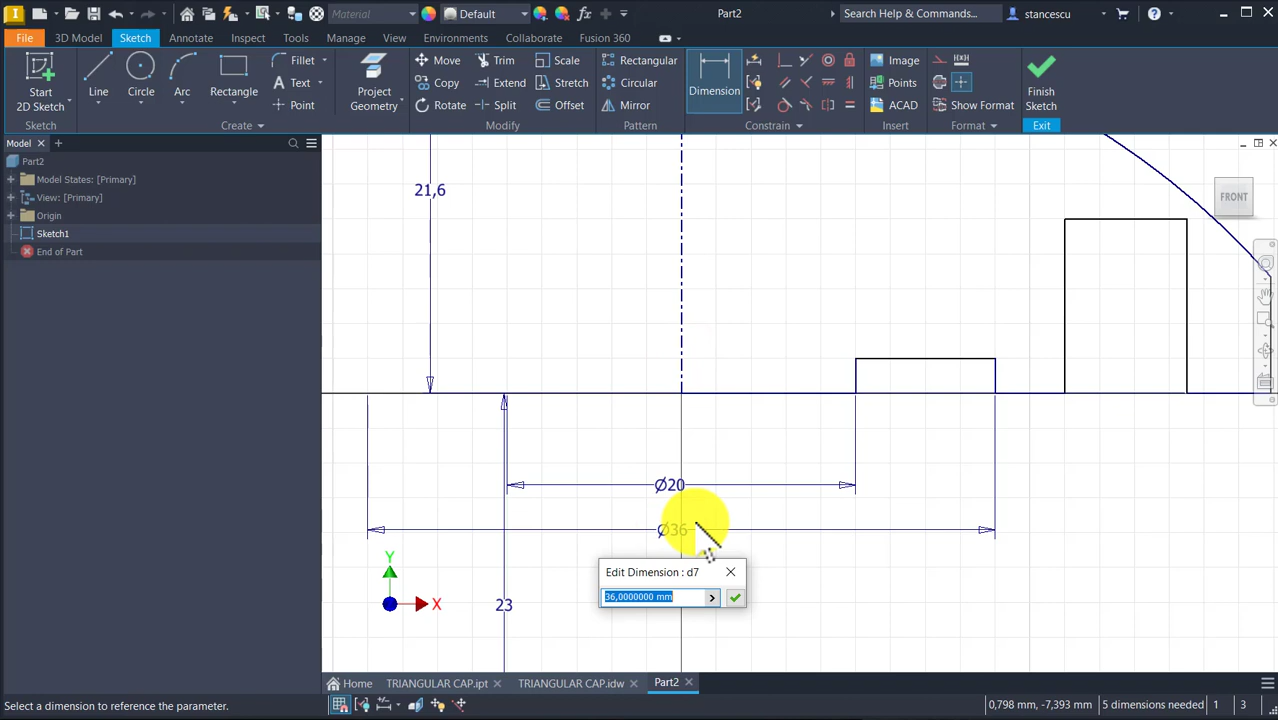 Material
Default
Part2
Search Help & Commands...
stancescu
File
3D Model
Sketch
Annotate
Inspect
Tools
Manage
View
Environments
Collaborate
Fusion 360
Start
2D Sketch
Line
Circle
Arc
Rectangle
Fillet
Text
Point
Project
Geometry
Move
Copy
Rotate
Trim
Extend
Split
Scale
Stretch
Offset
Rectangular
Circular
Mirror
Dimension
Image
Points
ACAD
Show Format
Finish
Sketch
Sketch
Create
Modify
Pattern
Constrain
Insert
Format
Exit
Model
Part2
Model States: [Primary]
View: [Primary]
Origin
Sketch1
End of Part
21,6
FRONT
Ø20
Ø36
Y
X
23
Edit Dimension : d7
36,0000000 mm
Home
TRIANGULAR CAP.ipt
TRIANGULAR CAP.idw
Part2
Select a dimension to reference the parameter.
0,798 mm, -7,393 mm
5 dimensions needed
1
3